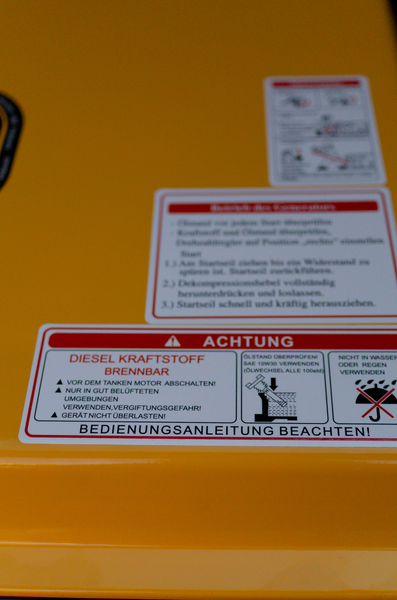 Betrieb des Generators
- Ölstand vor jedem Start überprüfen
- Kraftstoff und Ölstand überprüfen,
Drehzahlregler auf Position „rechts“ einstellen
Start
1.) Am Startseil ziehen bis ein Widerstand zu
spüren ist. Startseil zurückführen.
2.) Dekompressionshebel vollständig
herunterdrücken und loslassen.
3.) Startseil schnell und kräftig herausziehen.
ACHTUNG
DIESEL KRAFTSTOFF
BRENNBAR
▲ VOR DEM TANKEN MOTOR ABSCHALTEN!
▲ NUR IN GUT BELÜFTETEN
UMGEBUNGEN
VERWENDEN,VERGIFTUNGSGEFAHR!
▲ GERÄT NICHT ÜBERLASTEN!
ÖLSTAND ÜBERPRÜFEN!
SAE 10W30 VERWENDEN
(ÖLWECHSEL ALLE 100std)
NICHT IN WASSER
ODER REGEN
VERWENDEN
BEDIENUNGSANLEITUNG BEACHTEN!